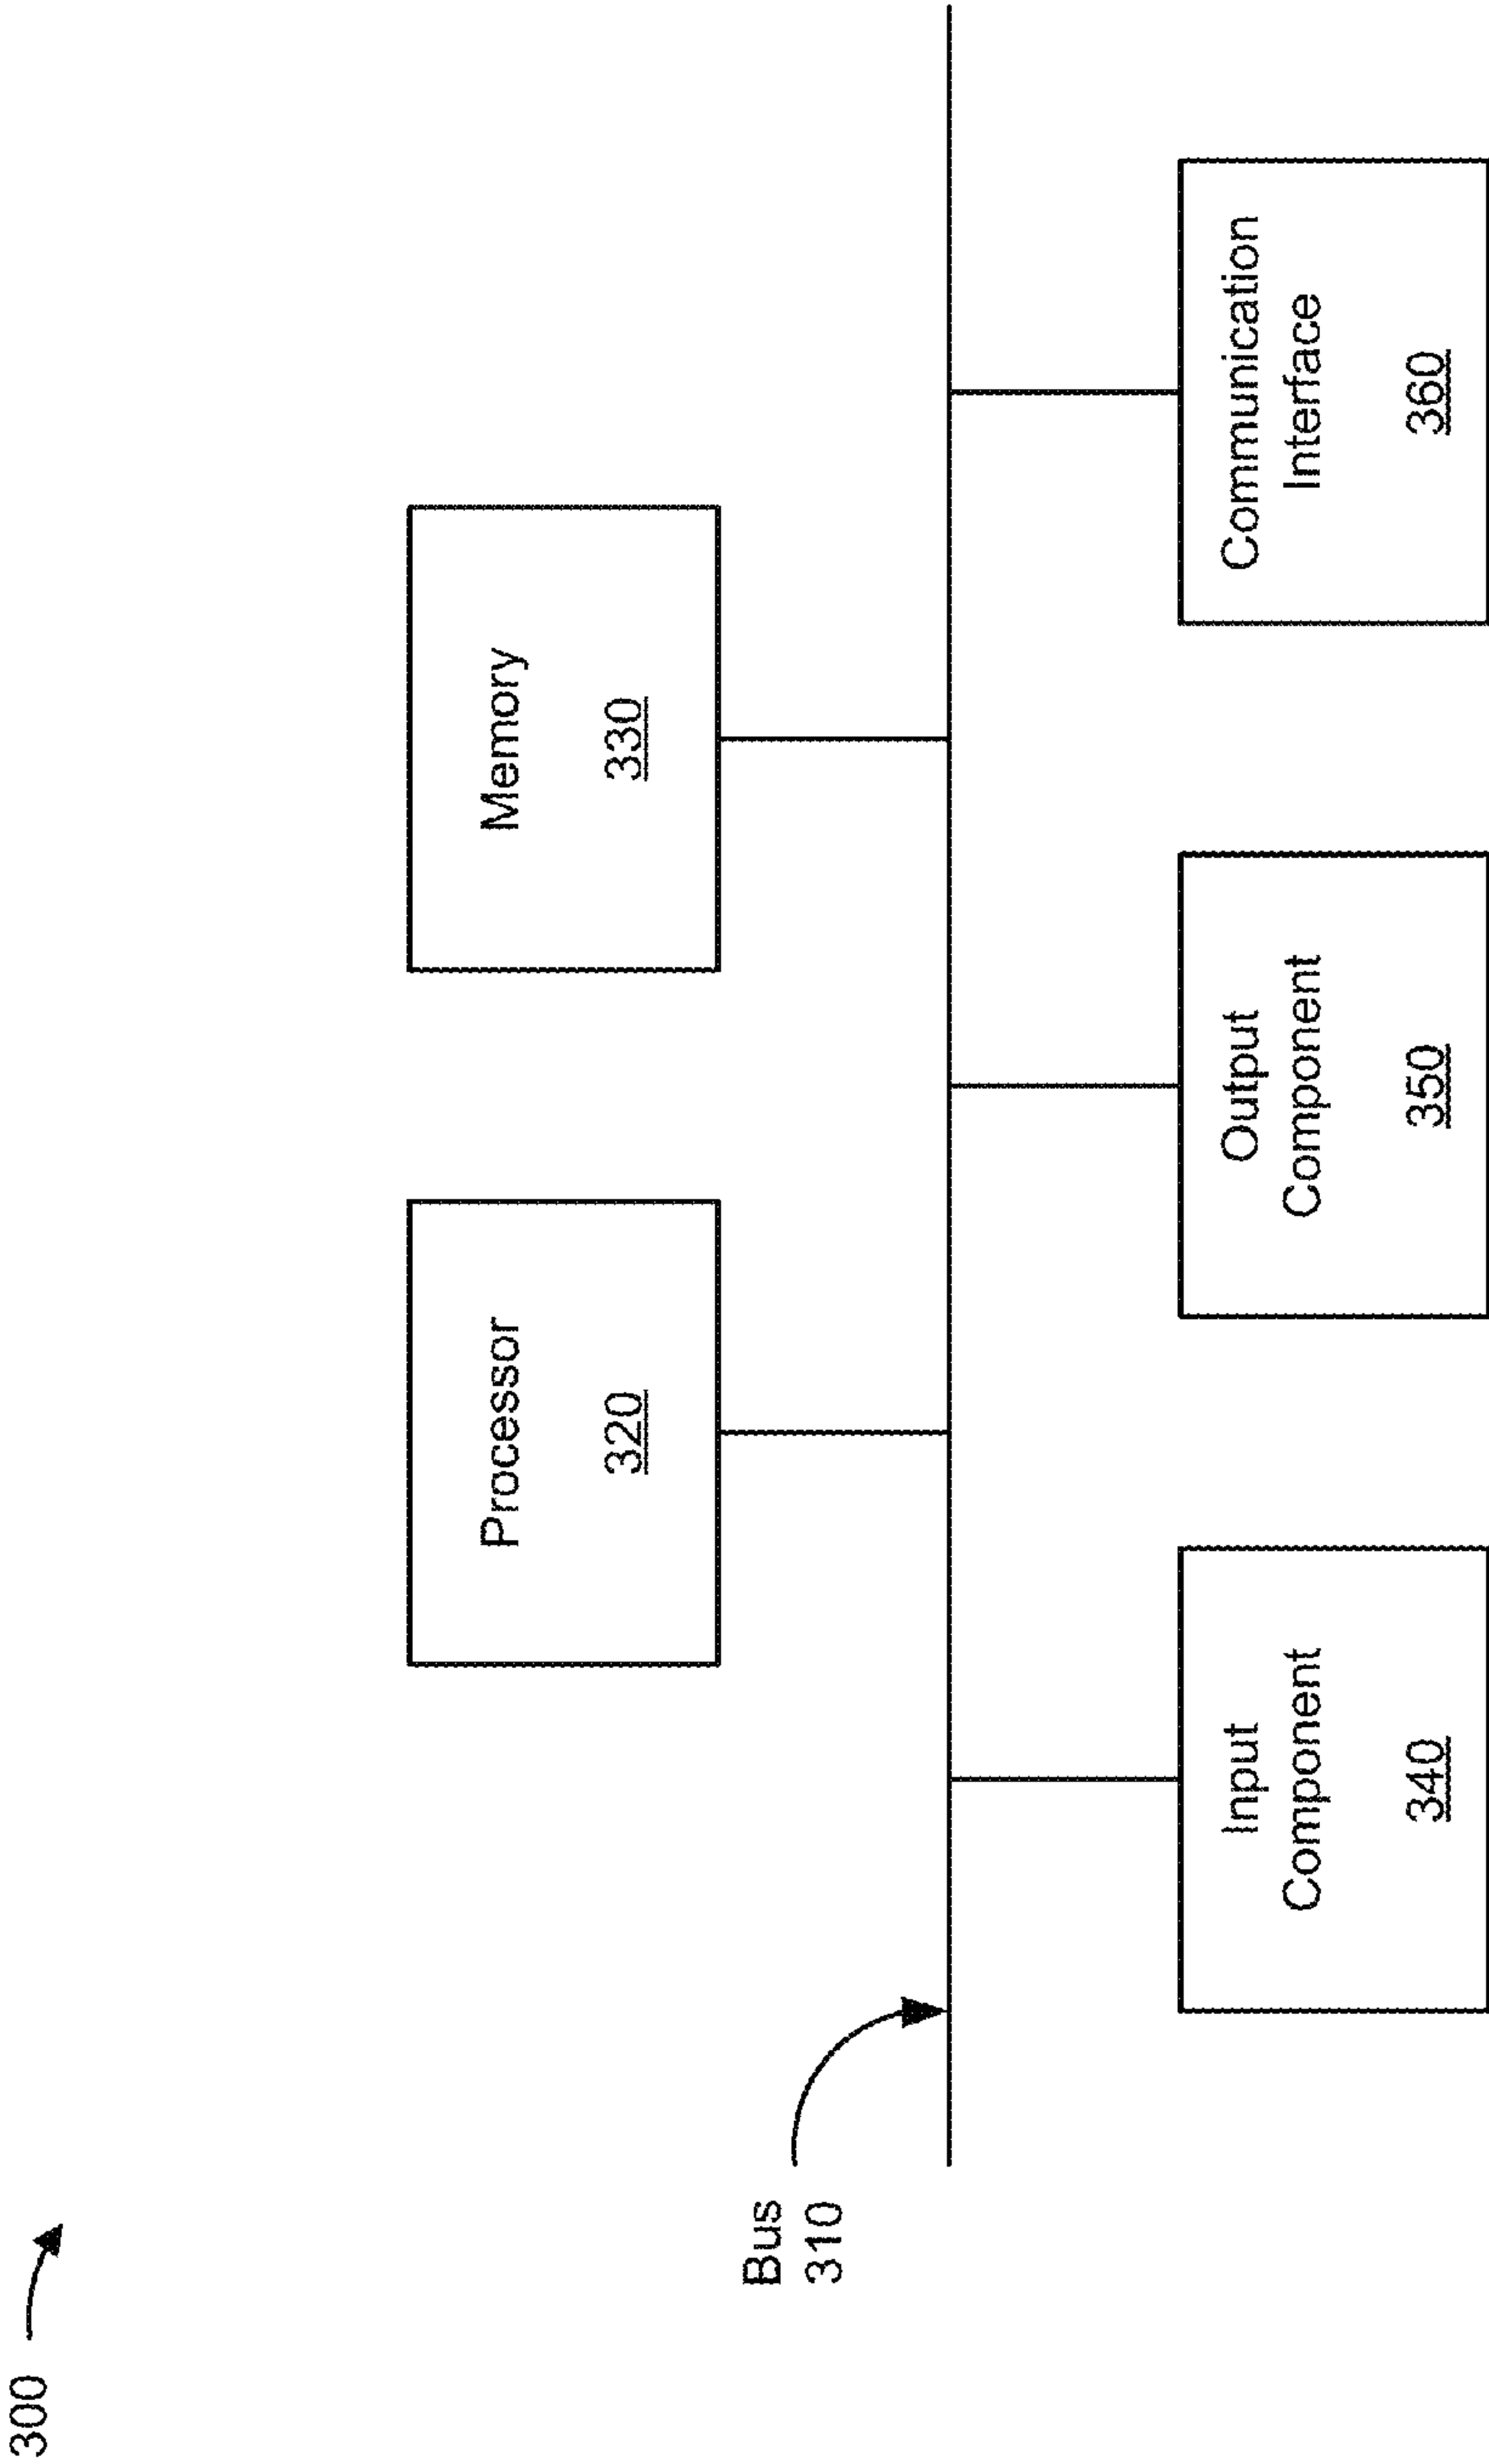 300
Bus
310
Processor
320
Memory
330
Input
Component
340
Output
Component
350
Communication
Interface
360